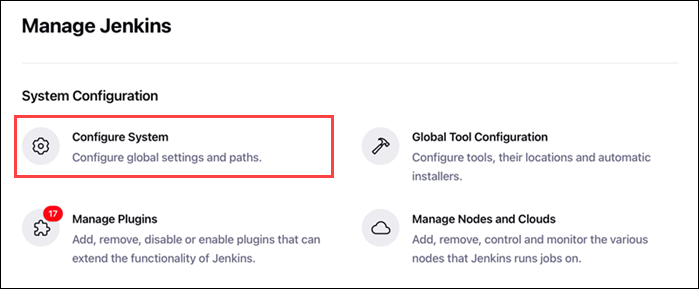 Manage Jenkins
System Configuration
Configure System
Configure global settings and paths.
Global Tool Configuration
Configure tools, their locations and automatic
installers.
17
Manage Plugins
Add, remove, disable or enable plugins that can
extend the functionality of Jenkins.
Manage Nodes and Clouds
Add, remove, control and monitor the various
nodes that Jenkins runs jobs on.